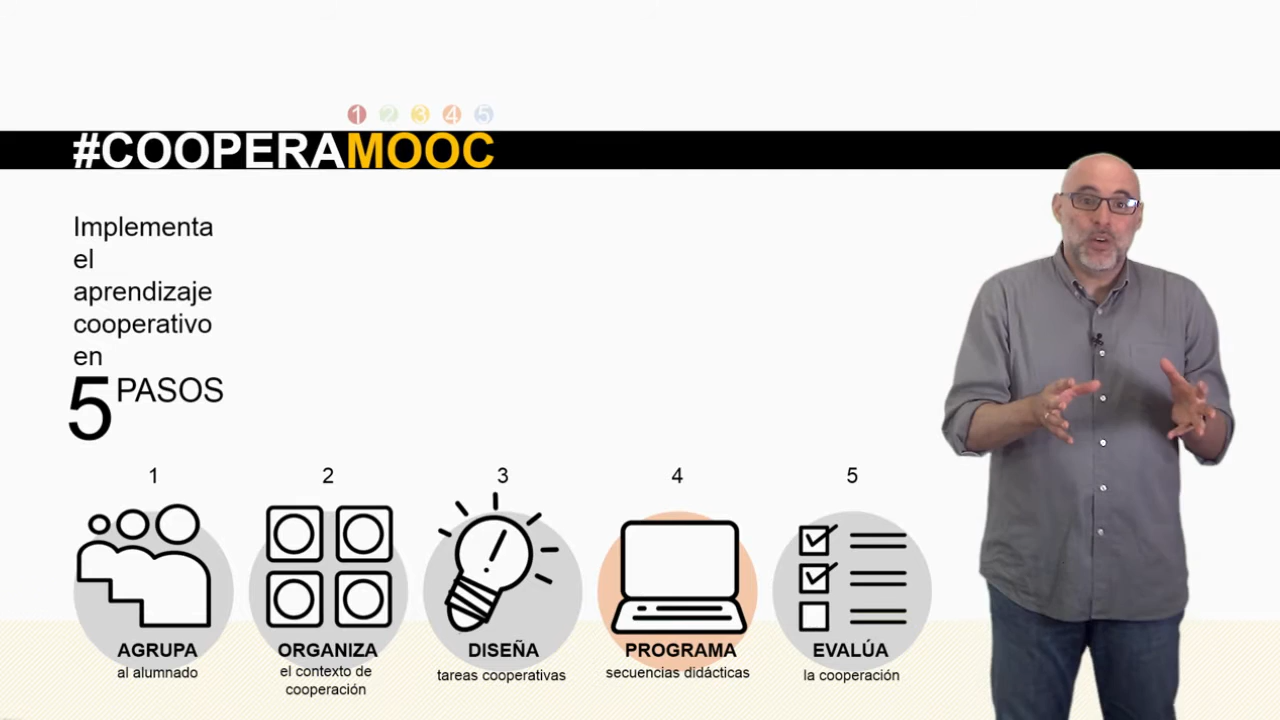 1 2 3 4 5
#COOPERAMOOC
Implementa
el
aprendizaje
cooperativo
en
5 PASOS
1 2 3 4 5
AGRUPA
al alumnado
ORGANIZA
el contexto de
cooperación
DISEÑA
tareas cooperativas
PROGRAMA
secuencias didácticas
EVALÚA
la cooperación